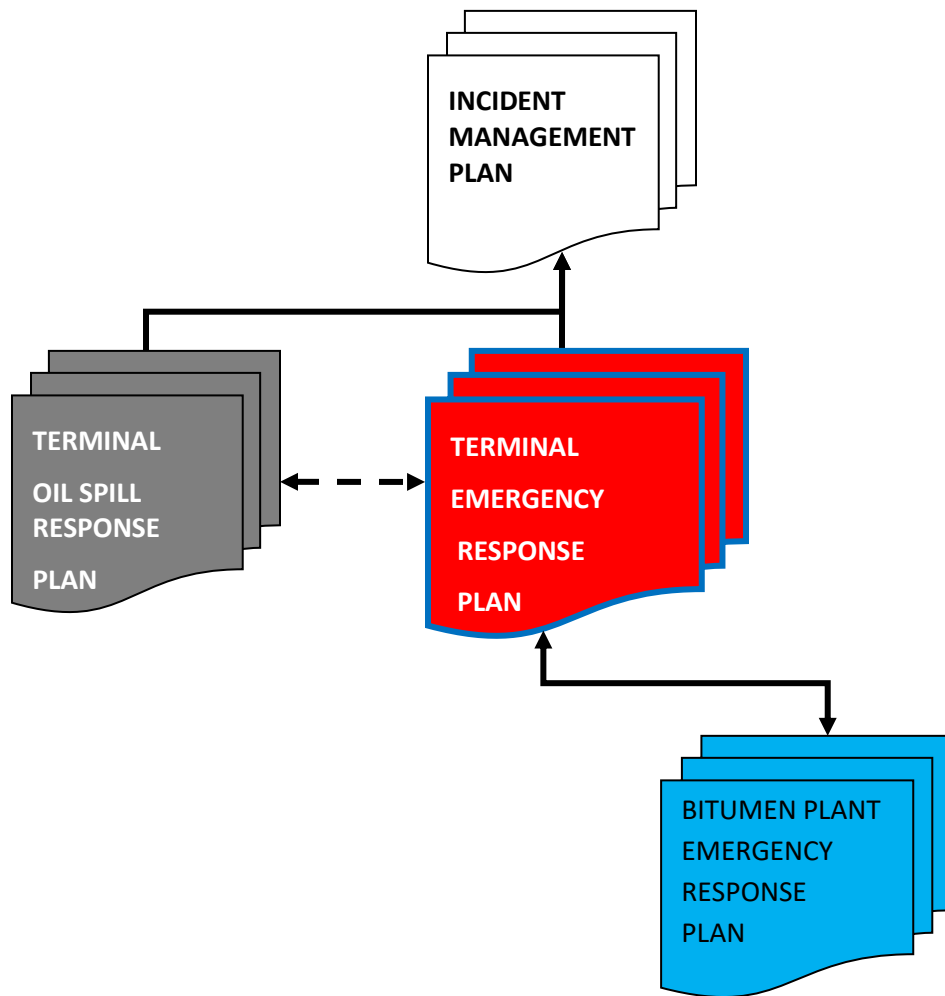 INCIDENT
MANAGEMENT
PLAN
TERMINAL
OIL SPILL
RESPONSE
PLAN
TERMINAL
EMERGENCY
RESPONSE
PLAN
BITUMEN PLANT
EMERGENCY
RESPONSE
PLAN